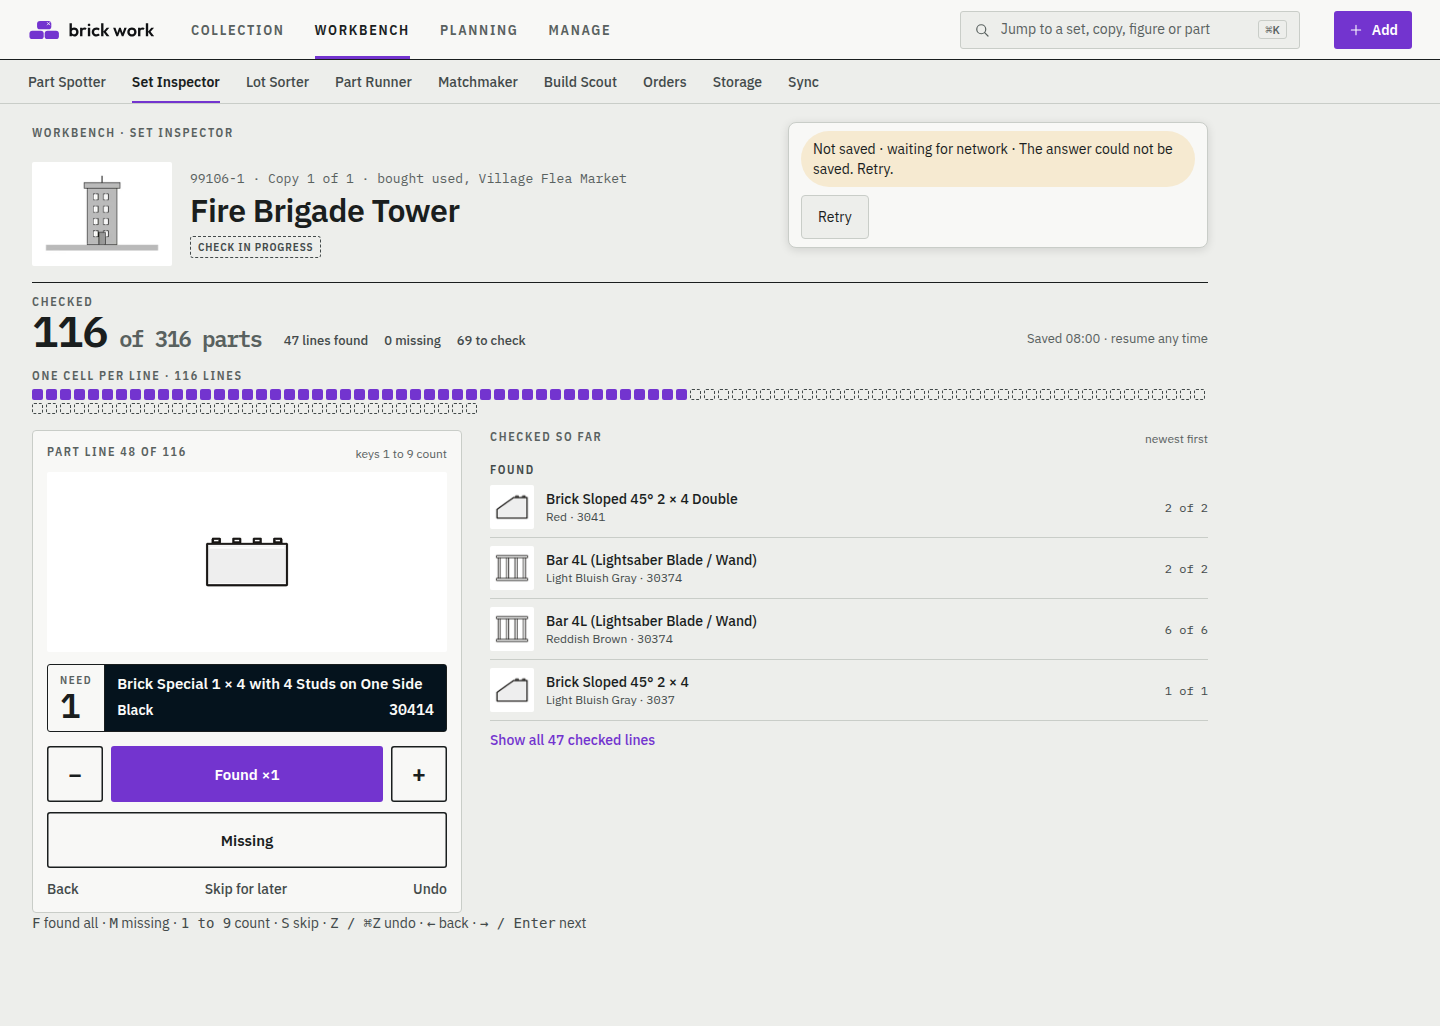 brick work
COLLECTION
WORKBENCH
PLANNING
MANAGE
Jump to a set, copy, figure or part
⌘K
+ Add
Part Spotter
Set Inspector
Lot Sorter
Part Runner
Matchmaker
Build Scout
Orders
Storage
Sync
WORKBENCH · SET INSPECTOR
99106-1 · Copy 1 of 1 · bought used, Village Flea Market
Fire Brigade Tower
CHECK IN PROGRESS
Not saved · waiting for network · The answer could not be
saved. Retry.
Retry
CHECKED
116 of 316 parts
47 lines found
0 missing
69 to check
Saved 08:00 · resume any time
ONE CELL PER LINE · 116 LINES
PART LINE 48 OF 116
keys 1 to 9 count
NEED
1
Brick Special 1 × 4 with 4 Studs on One Side
Black
30414
−
Found ×1
+
Missing
Back
Skip for later
Undo
CHECKED SO FAR
newest first
FOUND
Brick Sloped 45° 2 × 4 Double
Red · 3041
2 of 2
Bar 4L (Lightsaber Blade / Wand)
Light Bluish Gray · 30374
2 of 2
Bar 4L (Lightsaber Blade / Wand)
Reddish Brown · 30374
6 of 6
Brick Sloped 45° 2 × 4
Light Bluish Gray · 3037
1 of 1
Show all 47 checked lines
F found all · M missing · 1 to 9 count · S skip · Z / ⌘Z undo · ← back · → / Enter next